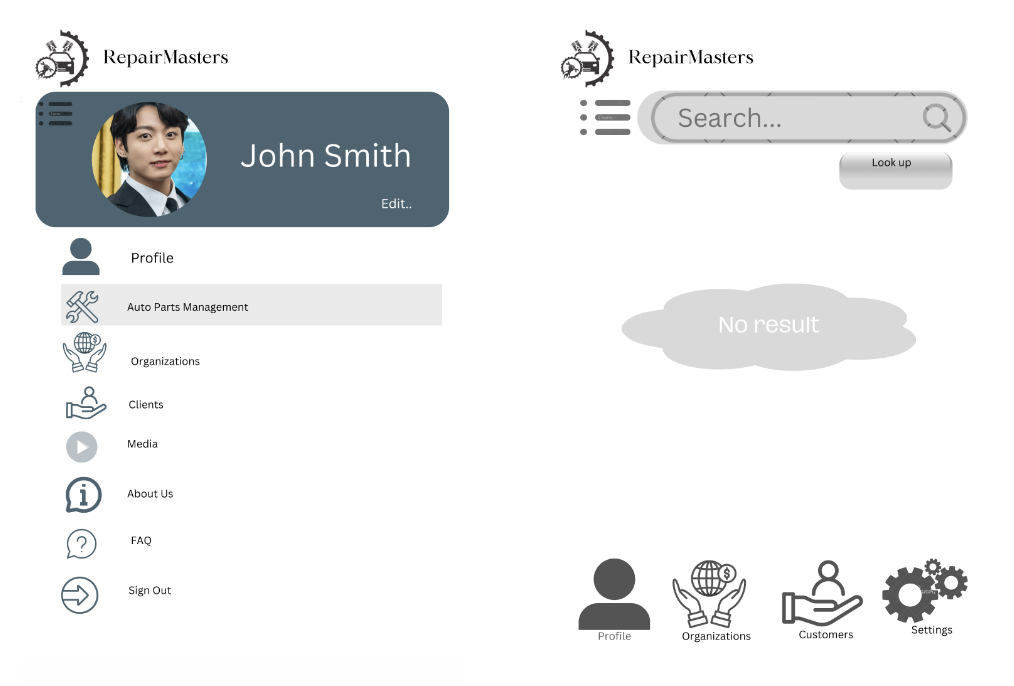 RepairMasters
John Smith
Edit..
Profile
Auto Parts Management
Organizations
Clients
Media
About Us
FAQ
Sign Out
RepairMasters
Search...
Look up
No result
Profile
Organizations
Customers
Settings